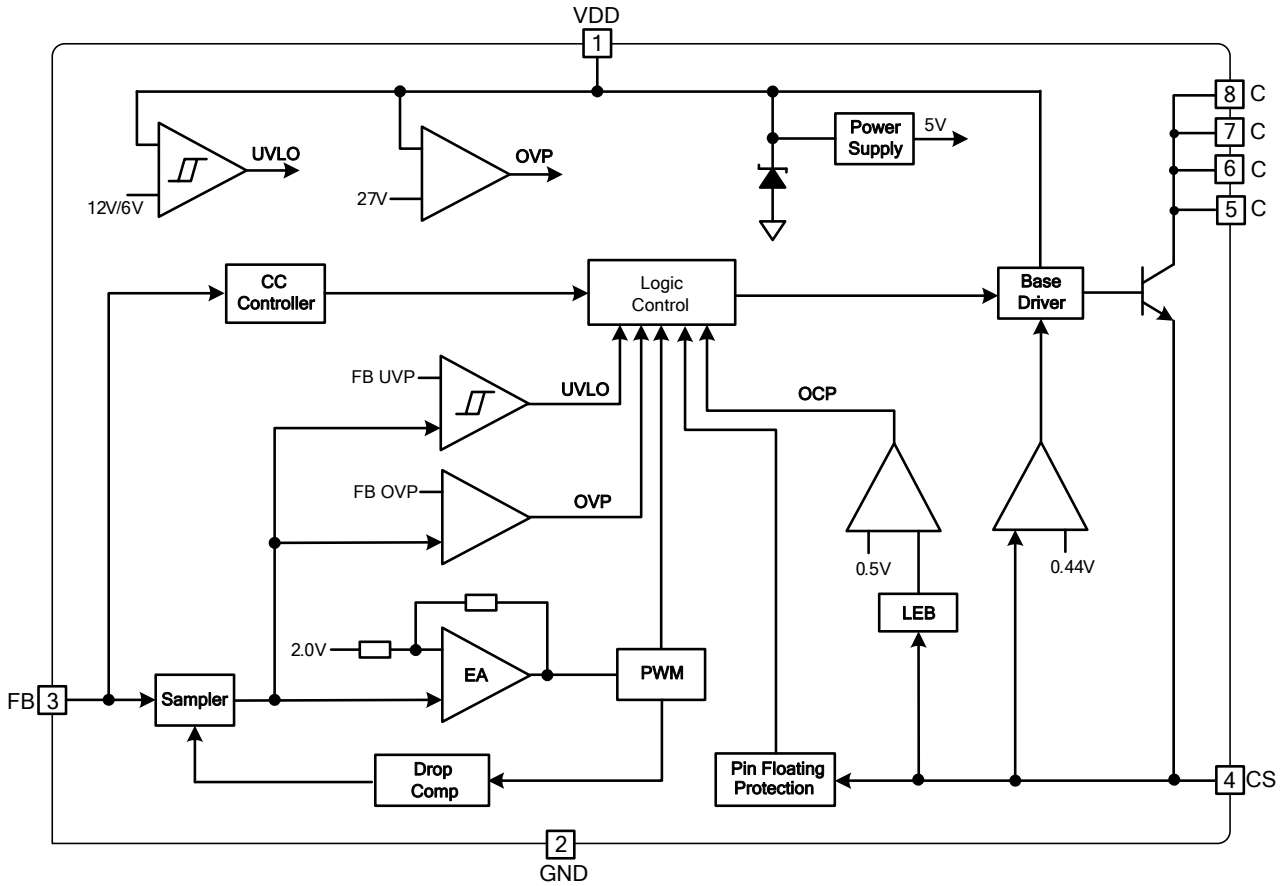 VDD
1
8 C
7 C
6 C
5 C
UVLO
12V/6V
OVP
27V
Power
Supply
5V
CC
Controller
Logic
Control
Base
Driver
FB UVP
UVLO
OCP
FB OVP
OVP
0.5V
0.44V
LEB
2.0V
EA
PWM
FB 3
Sampler
Drop
Comp
Pin Floating
Protection
4 CS
2
GND